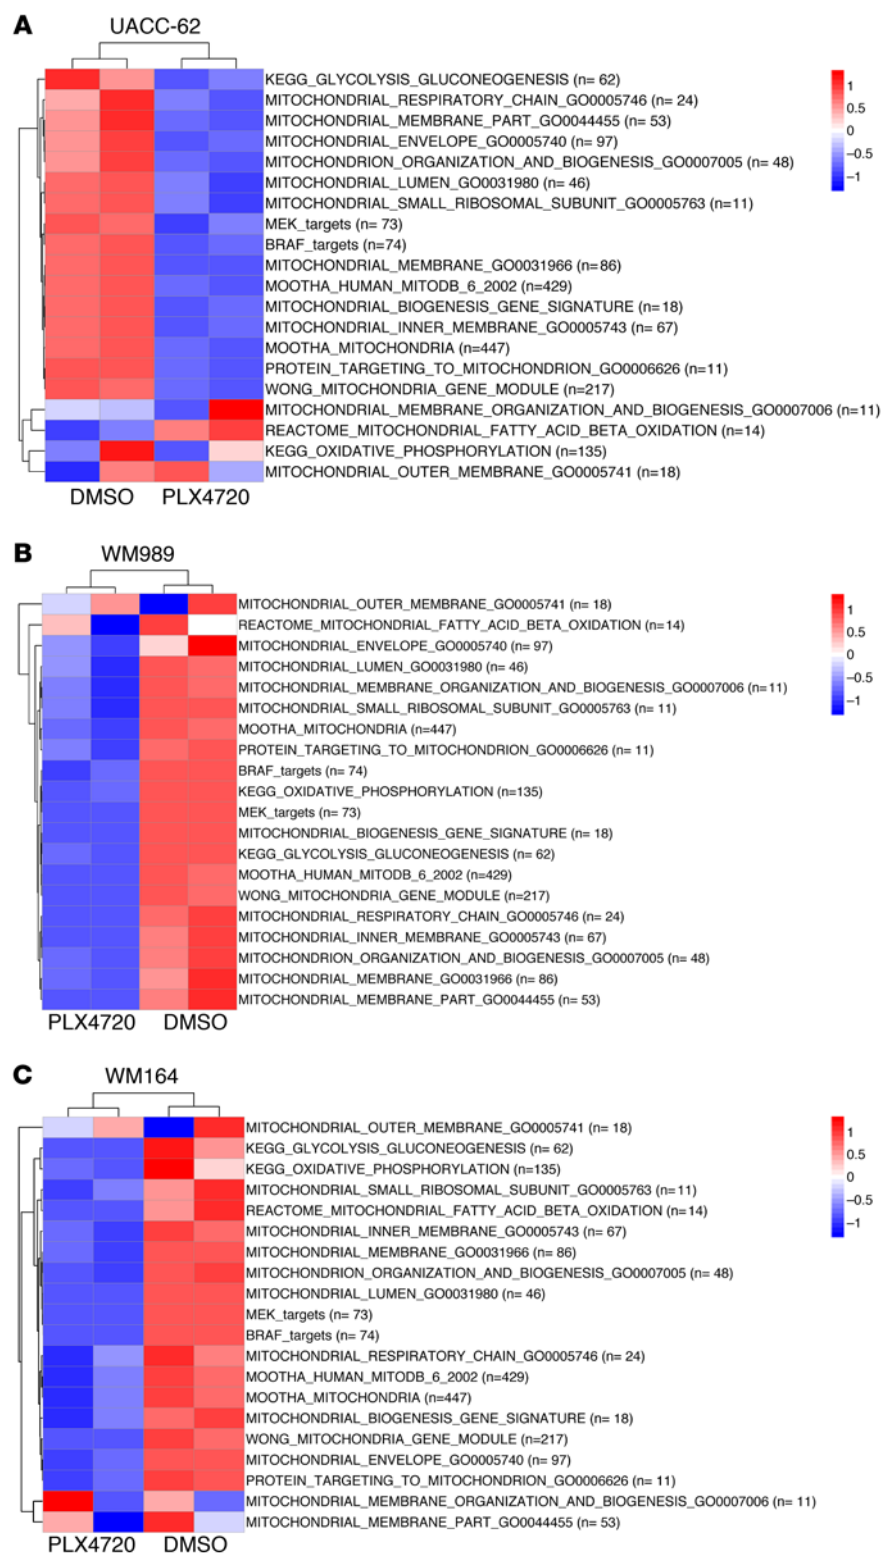 A
UACC-62
KEGG_GLYCOLYSIS_GLUCONEOGENESIS (n= 62)
MITOCHONDRIAL_RESPIRATORY_CHAIN_GO0005746 (n= 24)
MITOCHONDRIAL_MEMBRANE_PART_GO0044455 (n= 53)
MITOCHONDRIAL_ENVELOPE_GO0005740 (n= 97)
MITOCHONDRION_ORGANIZATION_AND_BIOGENESIS_GO0007005 (n= 48)
MITOCHONDRIAL_LUMEN_GO0031980 (n= 46)
MITOCHONDRIAL_SMALL_RIBOSOMAL_SUBUNIT_GO0005763 (n=11)
MEK_targets (n= 73)
BRAF_targets (n=74)
MITOCHONDRIAL_MEMBRANE_GO0031966 (n=86)
MOOTHA_HUMAN_MITODB_6_2002 (n=429)
MITOCHONDRIAL_BIOGENESIS_GENE_SIGNATURE (n=18)
MITOCHONDRIAL_INNER_MEMBRANE_GO0005743 (n= 67)
MOOTHA_MITOCHONDRIA (n=447)
PROTEIN_TARGETING_TO_MITOCHONDRION_GO0006626 (n=11)
WONG_MITOCHONDRIA_GENE_MODULE (n=217)
MITOCHONDRIAL_MEMBRANE_ORGANIZATION_AND_BIOGENESIS_GO0007006 (n=11)
REACTOME_MITOCHONDRIAL_FATTY_ACID_BETA_OXIDATION (n=14)
KEGG_OXIDATIVE_PHOSPHORYLATION (n=135)
MITOCHONDRIAL_OUTER_MEMBRANE_GO0005741 (n=18)
DMSO PLX4720
1
0.5
0
−0.5
−1
B
WM989
MITOCHONDRIAL_OUTER_MEMBRANE_GO0005741 (n= 18)
REACTOME_MITOCHONDRIAL_FATTY_ACID_BETA_OXIDATION (n=14)
MITOCHONDRIAL_ENVELOPE_GO0005740 (n= 97)
MITOCHONDRIAL_LUMEN_GO0031980 (n= 46)
MITOCHONDRIAL_MEMBRANE_ORGANIZATION_AND_BIOGENESIS_GO0007006 (n=11)
MITOCHONDRIAL_SMALL_RIBOSOMAL_SUBUNIT_GO0005763 (n= 11)
MOOTHA_MITOCHONDRIA (n=447)
PROTEIN_TARGETING_TO_MITOCHONDRION_GO0006626 (n= 11)
BRAF_targets (n= 74)
KEGG_OXIDATIVE_PHOSPHORYLATION (n=135)
MEK_targets (n= 73)
MITOCHONDRIAL_BIOGENESIS_GENE_SIGNATURE (n= 18)
KEGG_GLYCOLYSIS_GLUCONEOGENESIS (n= 62)
MOOTHA_HUMAN_MITODB_6_2002 (n=429)
WONG_MITOCHONDRIA_GENE_MODULE (n=217)
MITOCHONDRIAL_RESPIRATORY_CHAIN_GO0005746 (n= 24)
MITOCHONDRIAL_INNER_MEMBRANE_GO0005743 (n= 67)
MITOCHONDRION_ORGANIZATION_AND_BIOGENESIS_GO0007005 (n= 48)
MITOCHONDRIAL_MEMBRANE_GO0031966 (n= 86)
MITOCHONDRIAL_MEMBRANE_PART_GO0044455 (n= 53)
PLX4720 DMSO
1
0.5
0
−0.5
−1
C
WM164
MITOCHONDRIAL_OUTER_MEMBRANE_GO0005741 (n= 18)
KEGG_GLYCOLYSIS_GLUCONEOGENESIS (n= 62)
KEGG_OXIDATIVE_PHOSPHORYLATION (n=135)
MITOCHONDRIAL_SMALL_RIBOSOMAL_SUBUNIT_GO0005763 (n=11)
REACTOME_MITOCHONDRIAL_FATTY_ACID_BETA_OXIDATION (n=14)
MITOCHONDRIAL_INNER_MEMBRANE_GO0005743 (n= 67)
MITOCHONDRIAL_MEMBRANE_GO0031966 (n= 86)
MITOCHONDRION_ORGANIZATION_AND_BIOGENESIS_GO0007005 (n= 48)
MITOCHONDRIAL_LUMEN_GO0031980 (n= 46)
MEK_targets (n= 73)
BRAF_targets (n= 74)
MITOCHONDRIAL_RESPIRATORY_CHAIN_GO0005746 (n= 24)
MOOTHA_HUMAN_MITODB_6_2002 (n=429)
MOOTHA_MITOCHONDRIA (n=447)
MITOCHONDRIAL_BIOGENESIS_GENE_SIGNATURE (n= 18)
WONG_MITOCHONDRIA_GENE_MODULE (n=217)
MITOCHONDRIAL_ENVELOPE_GO0005740 (n= 97)
PROTEIN_TARGETING_TO_MITOCHONDRION_GO0006626 (n= 11)
MITOCHONDRIAL_MEMBRANE_ORGANIZATION_AND_BIOGENESIS_GO0007006 (n= 11)
MITOCHONDRIAL_MEMBRANE_PART_GO0044455 (n= 53)
PLX4720 DMSO
1
0.5
0
−0.5
−1